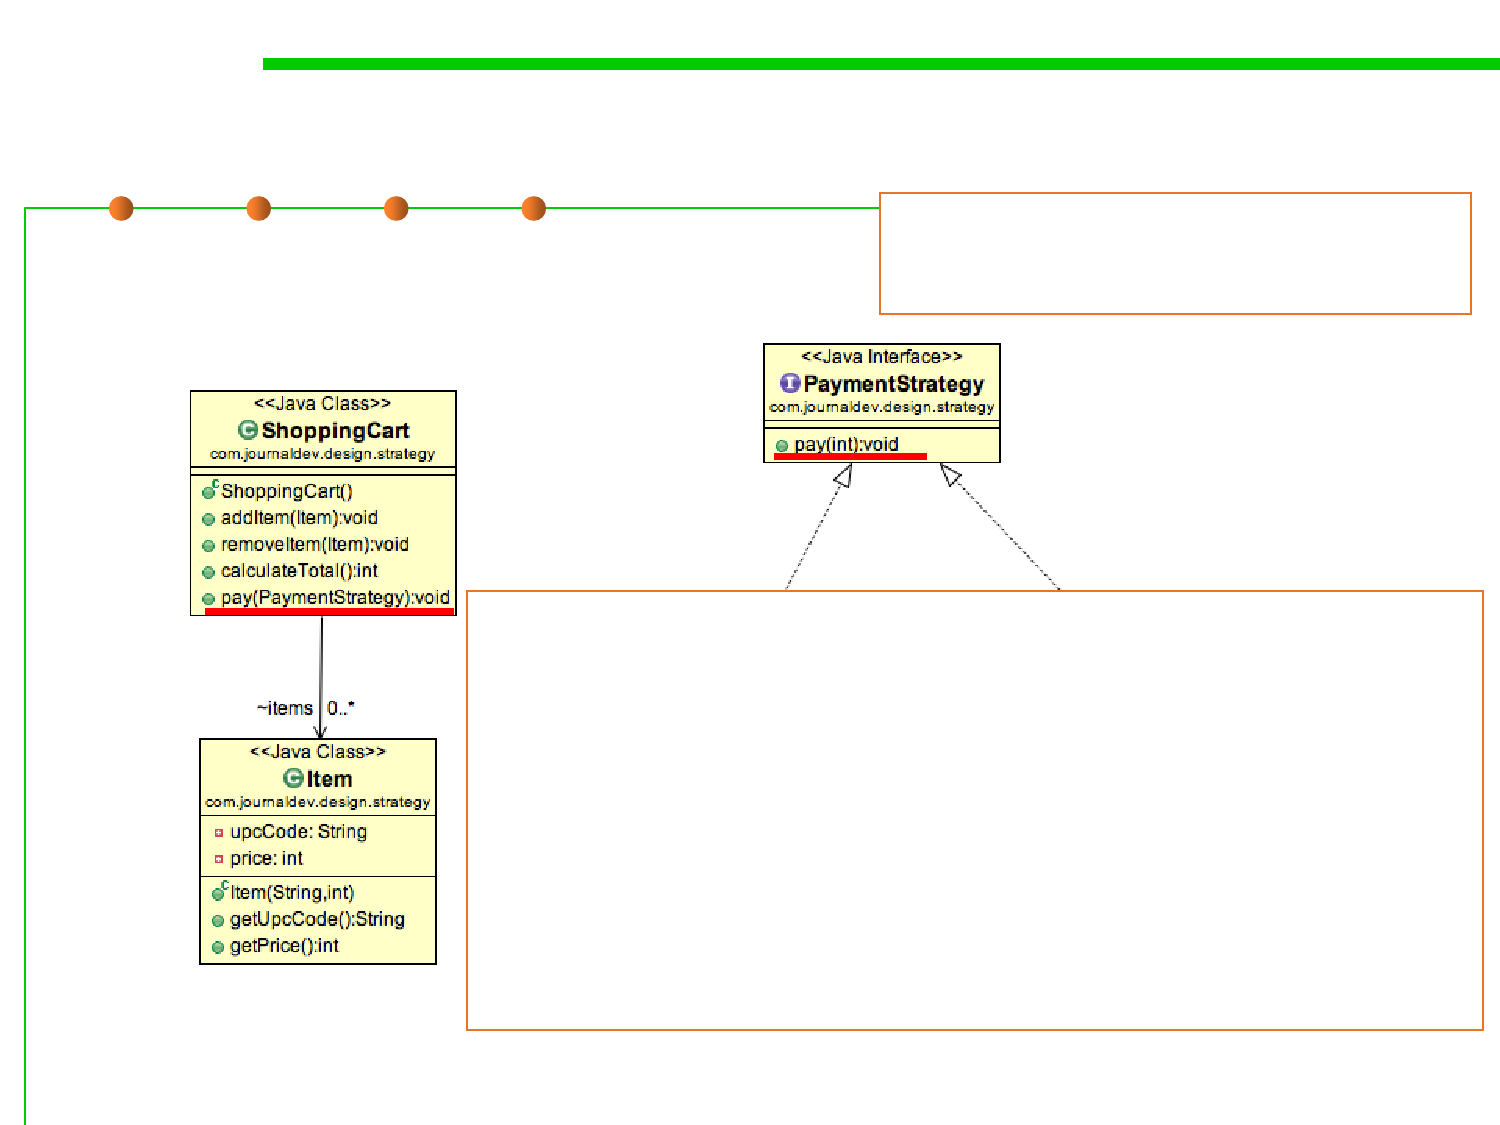 <<Java Interface>>
PaymentStrategy
com.journaldev.design.strategy
pay(int):void
<<Java Class>>
ShoppingCart
com.journaldev.design.strategy
ShoppingCart()
addItem(Item):void
removeItem(Item):void
calculateTotal():int
pay(PaymentStrategy):void
~items 0..*
<<Java Class>>
Item
com.journaldev.design.strategy
upcCode: String
price: int
Item(String,int)
getUpcCode():String
getPrice():int